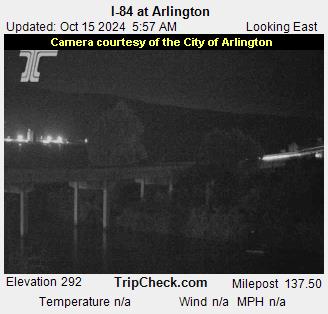 I-84 at Arlington
Updated: Oct 15 2024 5:57 AM Looking East
Camera courtesy of the City of Arlington
Elevation 292 TripCheck.com Milepost 137.50
Temperature n/a Wind n/a MPH n/a